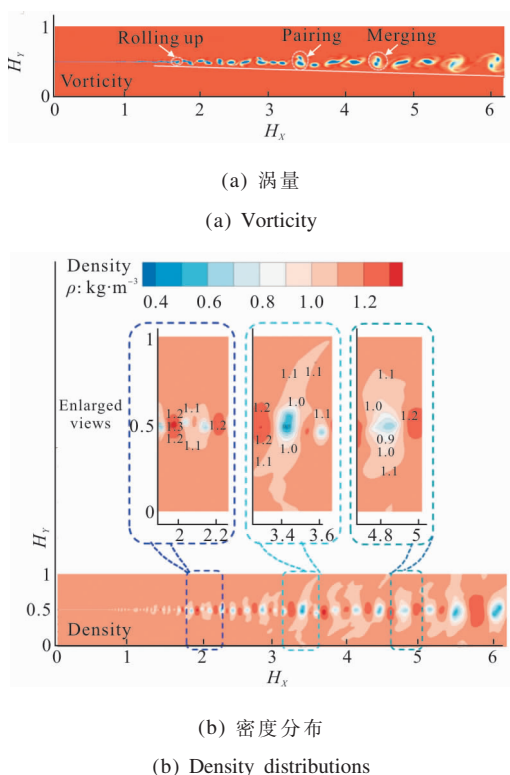 1
H_Y
0.5
0
Rolling up
Pairing
Merging
Vorticity
0 1 2 3 4 5 6
H_X
(a) 涡量
(a) Vorticity
Density
ρ: kg·m⁻³
0.4 0.6 0.8 1.0 1.2
Enlarged
views
1
0.5
0
1.2
1.1
1.3
1.2
1.2
1.1
2 2.2
1.1
1.1
1.0
1.2
1.1
1.2
1.0
1.1
3.4 3.6
1.1
1.0
1.2
0.9
1.0
1.1
4.8 5
H_Y
1
0.5
0
Density
0 1 2 3 4 5 6
H_X
(b) 密度分布
(b) Density distributions